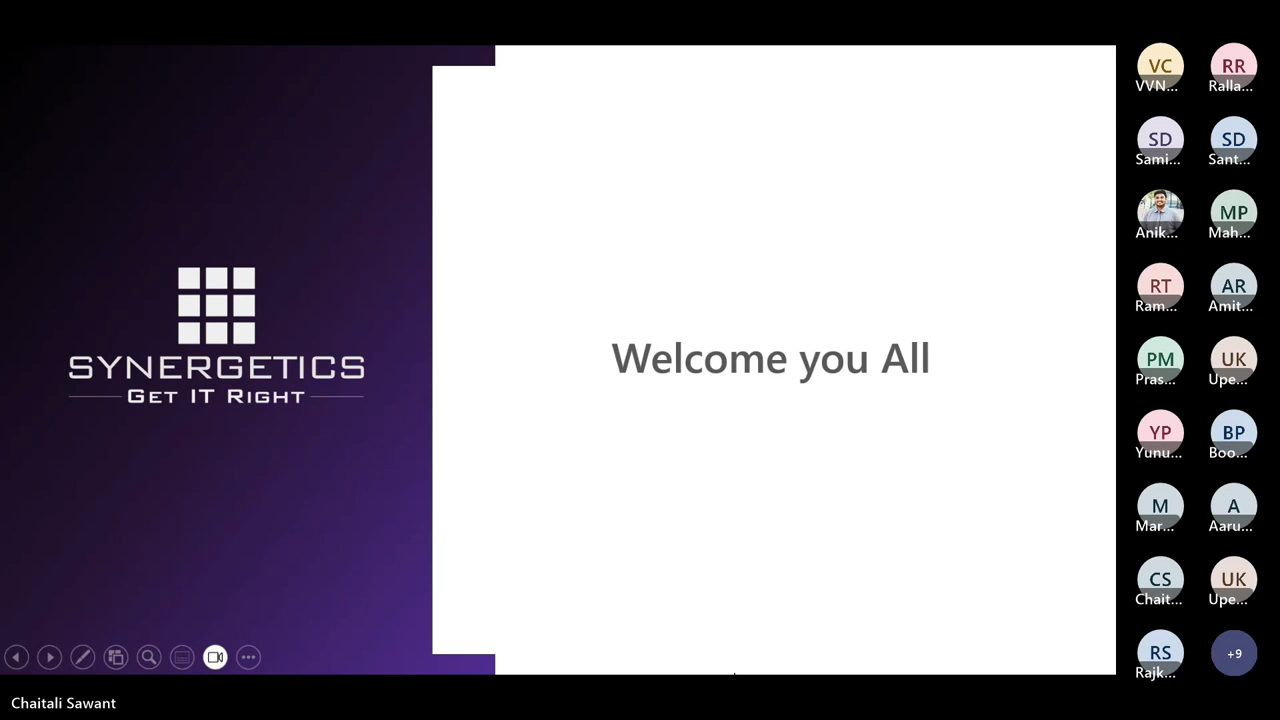 SYNERGETICS
GET IT RIGHT
Welcome you All
VC
VVN...
RR
Ralla...
SD
Sami...
SD
Sant...
Anik...
MP
Mah...
RT
Ram...
AR
Amit...
PM
Pras...
UK
Upe...
YP
Yunu...
BP
Boo...
M
Mar...
A
Aaru...
CS
Chait...
UK
Upe...
RS
Rajk...
+9
Chaitali Sawant